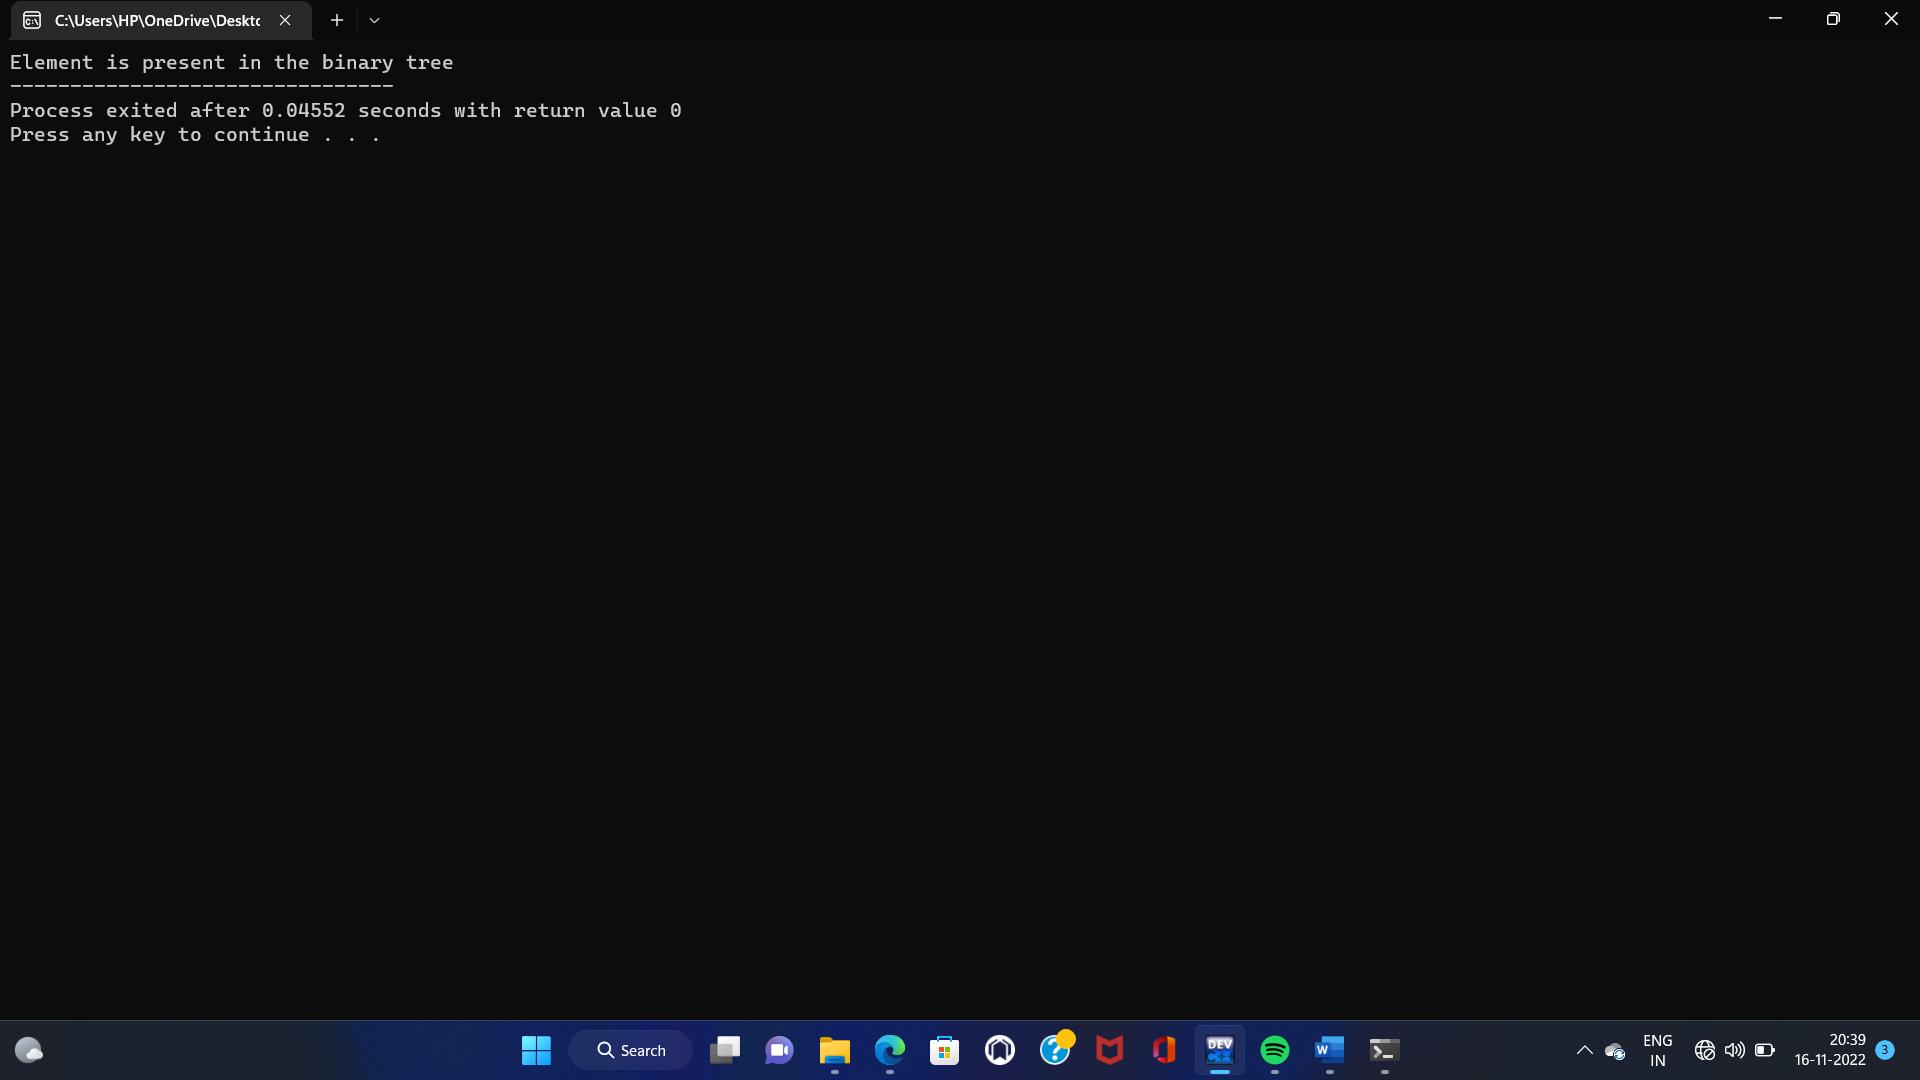 C:\Users\HP\OneDrive\Deskto
Element is present in the binary tree
--------------------------------
Process exited after 0.04552 seconds with return value 0
Press any key to continue . . .
Search
DEV
C++
W
ENG
IN
20:39
16-11-2022
3